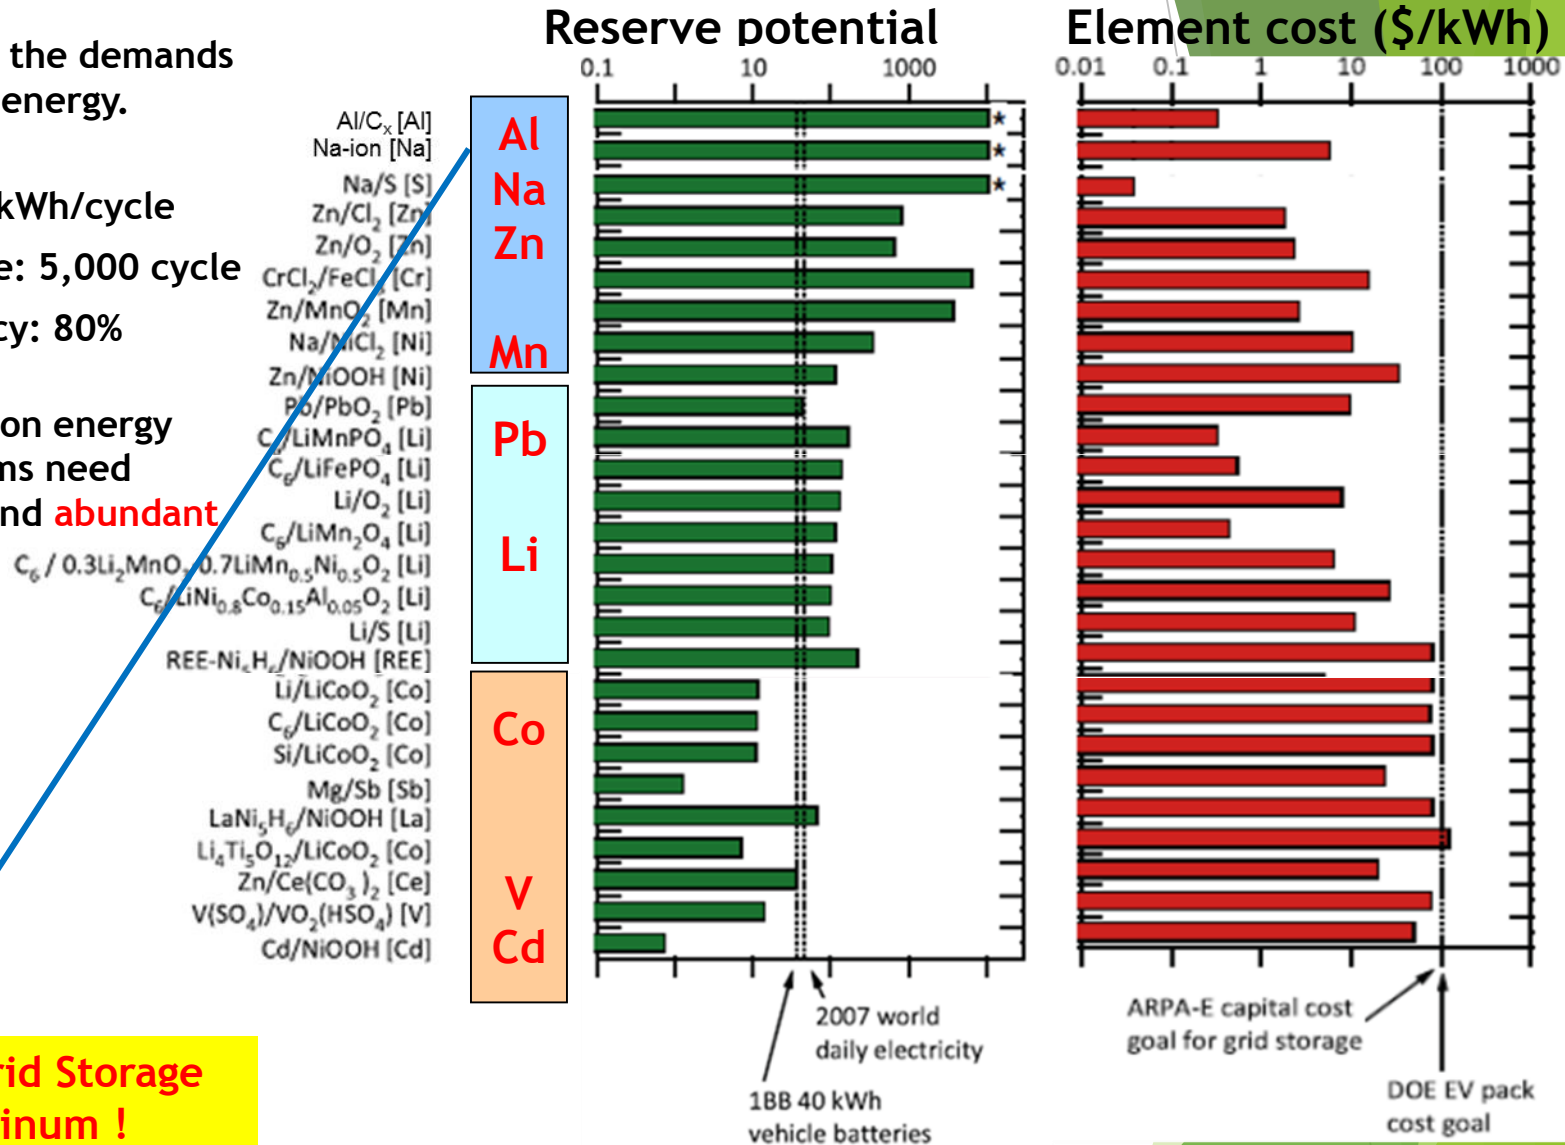 the demands
energy.
kWh/cycle
e: 5,000 cycle
cy: 80%
on energy
ms need
nd abundant
rid Storage
inum !
Reserve potential
0.1 10 1000
Element cost ($/kWh)
0.01 0.1 1 10 100 1000
Al/Cₓ [Al]
Na-ion [Na]
Na/S [S]
Zn/Cl₂ [Zn]
Zn/O₂ [Zn]
CrCl₂/FeCl₃ [Cr]
Zn/MnO₂ [Mn]
Na/NiCl₂ [Ni]
Zn/NiOOH [Ni]
Pb/PbO₂ [Pb]
C₆/LiMnPO₄ [Li]
C₆/LiFePO₄ [Li]
Li/O₂ [Li]
C₆/LiMn₂O₄ [Li]
C₆ / 0.3Li₂MnO₃ 0.7LiMn₀.₅Ni₀.₅O₂ [Li]
C₆/LiNi₀.₈Co₀.₁₅Al₀.₀₅O₂ [Li]
Li/S [Li]
REE-Ni₅H₆/NiOOH [REE]
Li/LiCoO₂ [Co]
C₆/LiCoO₂ [Co]
Si/LiCoO₂ [Co]
Mg/Sb [Sb]
LaNi₅H₆/NiOOH [La]
Li₄Ti₅O₁₂/LiCoO₂ [Co]
Zn/Ce(CO₃)₂ [Ce]
V(SO₄)/VO₂(HSO₄) [V]
Cd/NiOOH [Cd]
Al
Na
Zn
Mn
Pb
Li
Co
V
Cd
*
*
*
2007 world
daily electricity
1BB 40 kWh
vehicle batteries
ARPA-E capital cost
goal for grid storage
DOE EV pack
cost goal